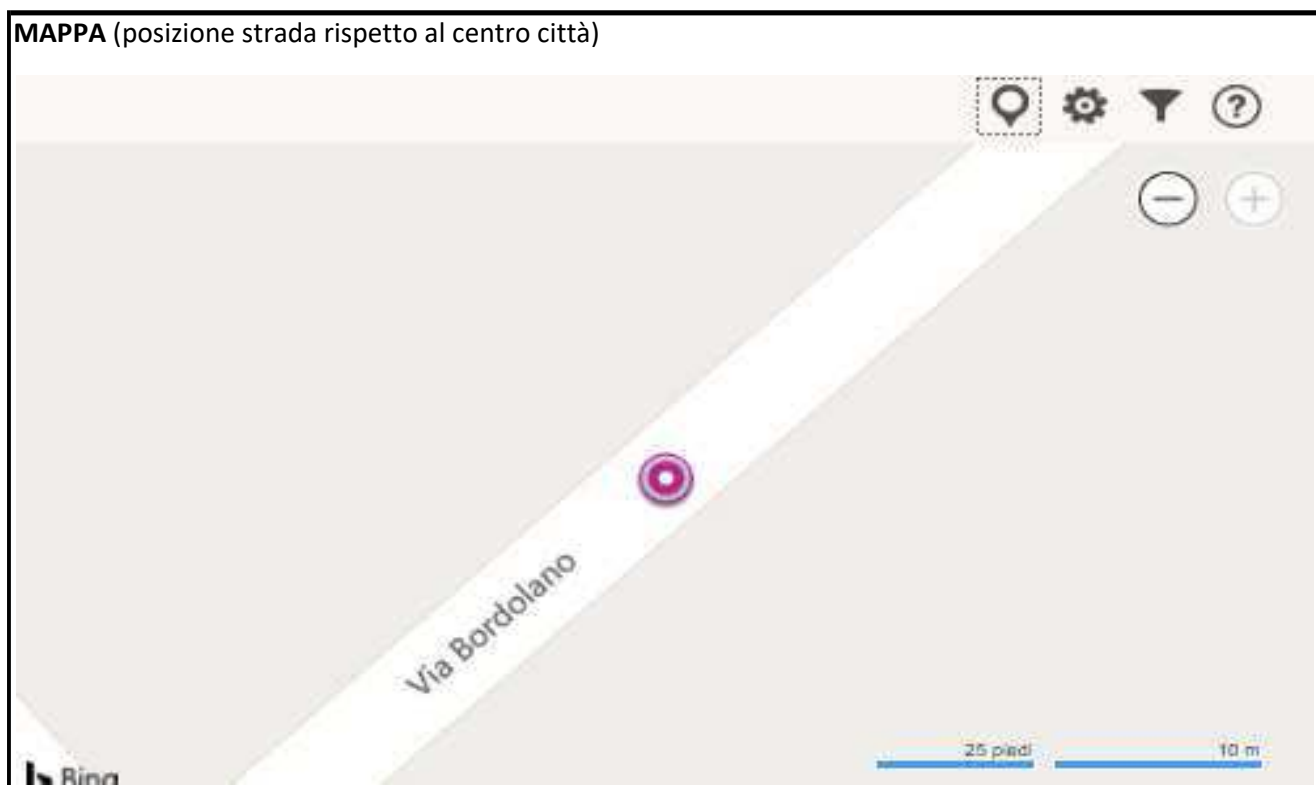 MAPPA (posizione strada rispetto al centro città)
?
Via Bordolano
25 piedi
10 m
Bing